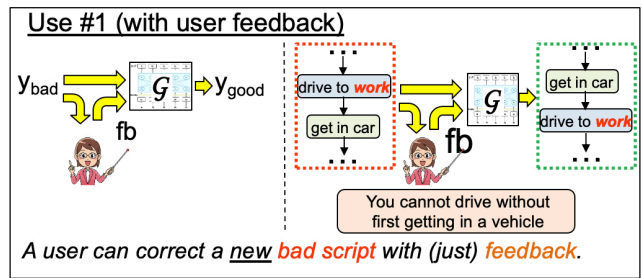 Use #1 (with user feedback)
y_bad
G
y_good
fb
...
drive to work
get in car
...
fb
G
...
get in car
drive to work
...
You cannot drive without
first getting in a vehicle
A user can correct a new bad script with (just) feedback.